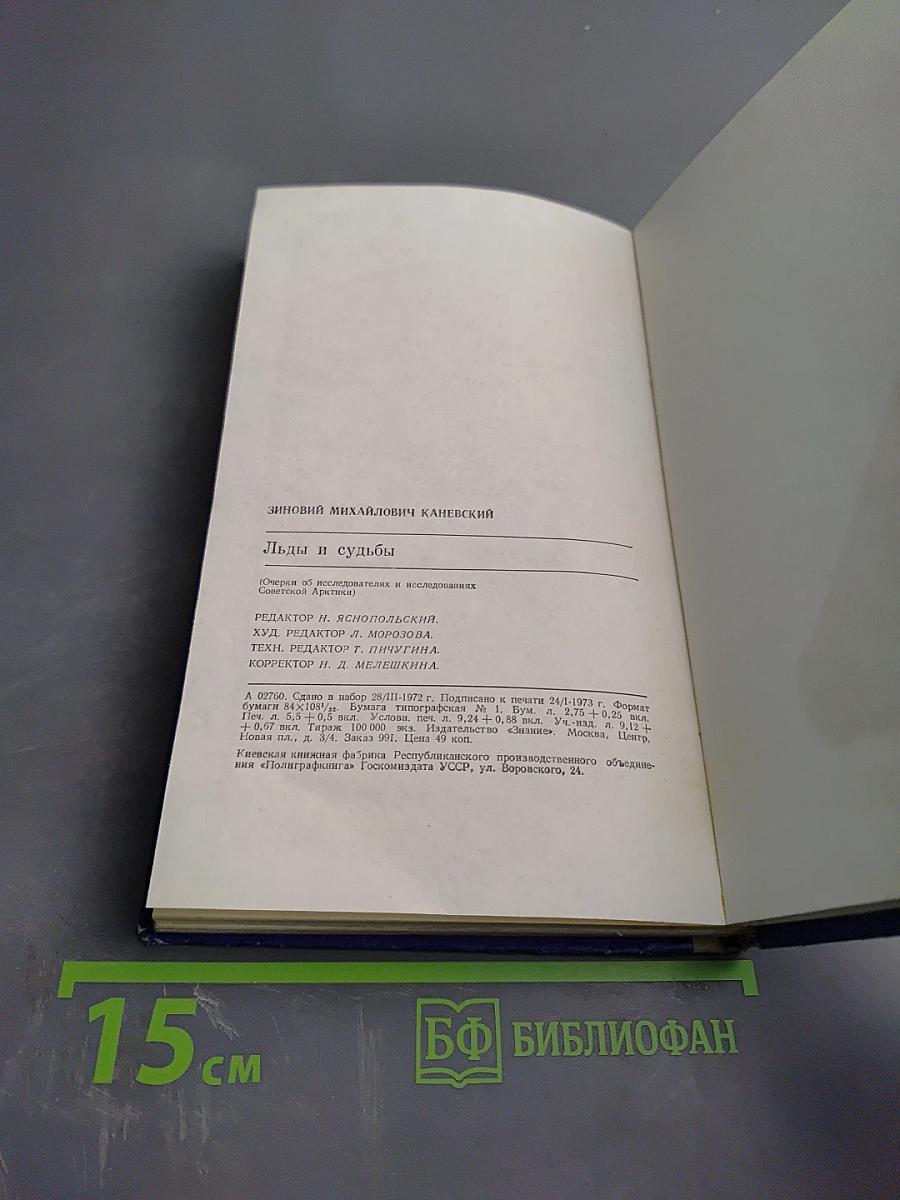 ЗИНОВИЙ МИХАЙЛОВИЧ КАНЕВСКИЙ
Льды и судьбы
(Очерки об исследователях и исследованиях
Советской Арктики)
РЕДАКТОР Н. ЯСНОПОЛЬСКИЙ.
ХУД. РЕДАКТОР Л. МОРОЗОВА.
ТЕХН. РЕДАКТОР Т. ПИЧУГИНА.
КОРРЕКТОР Н. Д. МЕЛЕШКИНА.
А 02760. Сдано в набор 28/III-1972 г. Подписано к печати 24/I-1973 г. Формат
бумаги 84×108¹/₃₂. Бумага типографская № 1. Бум. л. 2,75 + 0,25 вкл.
Печ. л. 5,5 + 0,5 вкл. Условн. печ. л. 9,24 + 0,88 вкл. Уч.-изд. л. 9,12 +
+ 0,67 вкл. Тираж 100 000 экз. Издательство «Знание». Москва, Центр,
Новая пл., д. 3/4. Заказ 991. Цена 49 коп.
Киевская книжная фабрика Республиканского производственного объедине-
ния «Полиграфкнига» Госкомиздата УССР, ул. Воровского, 24.
15 см
БФ БИБЛИОФАН